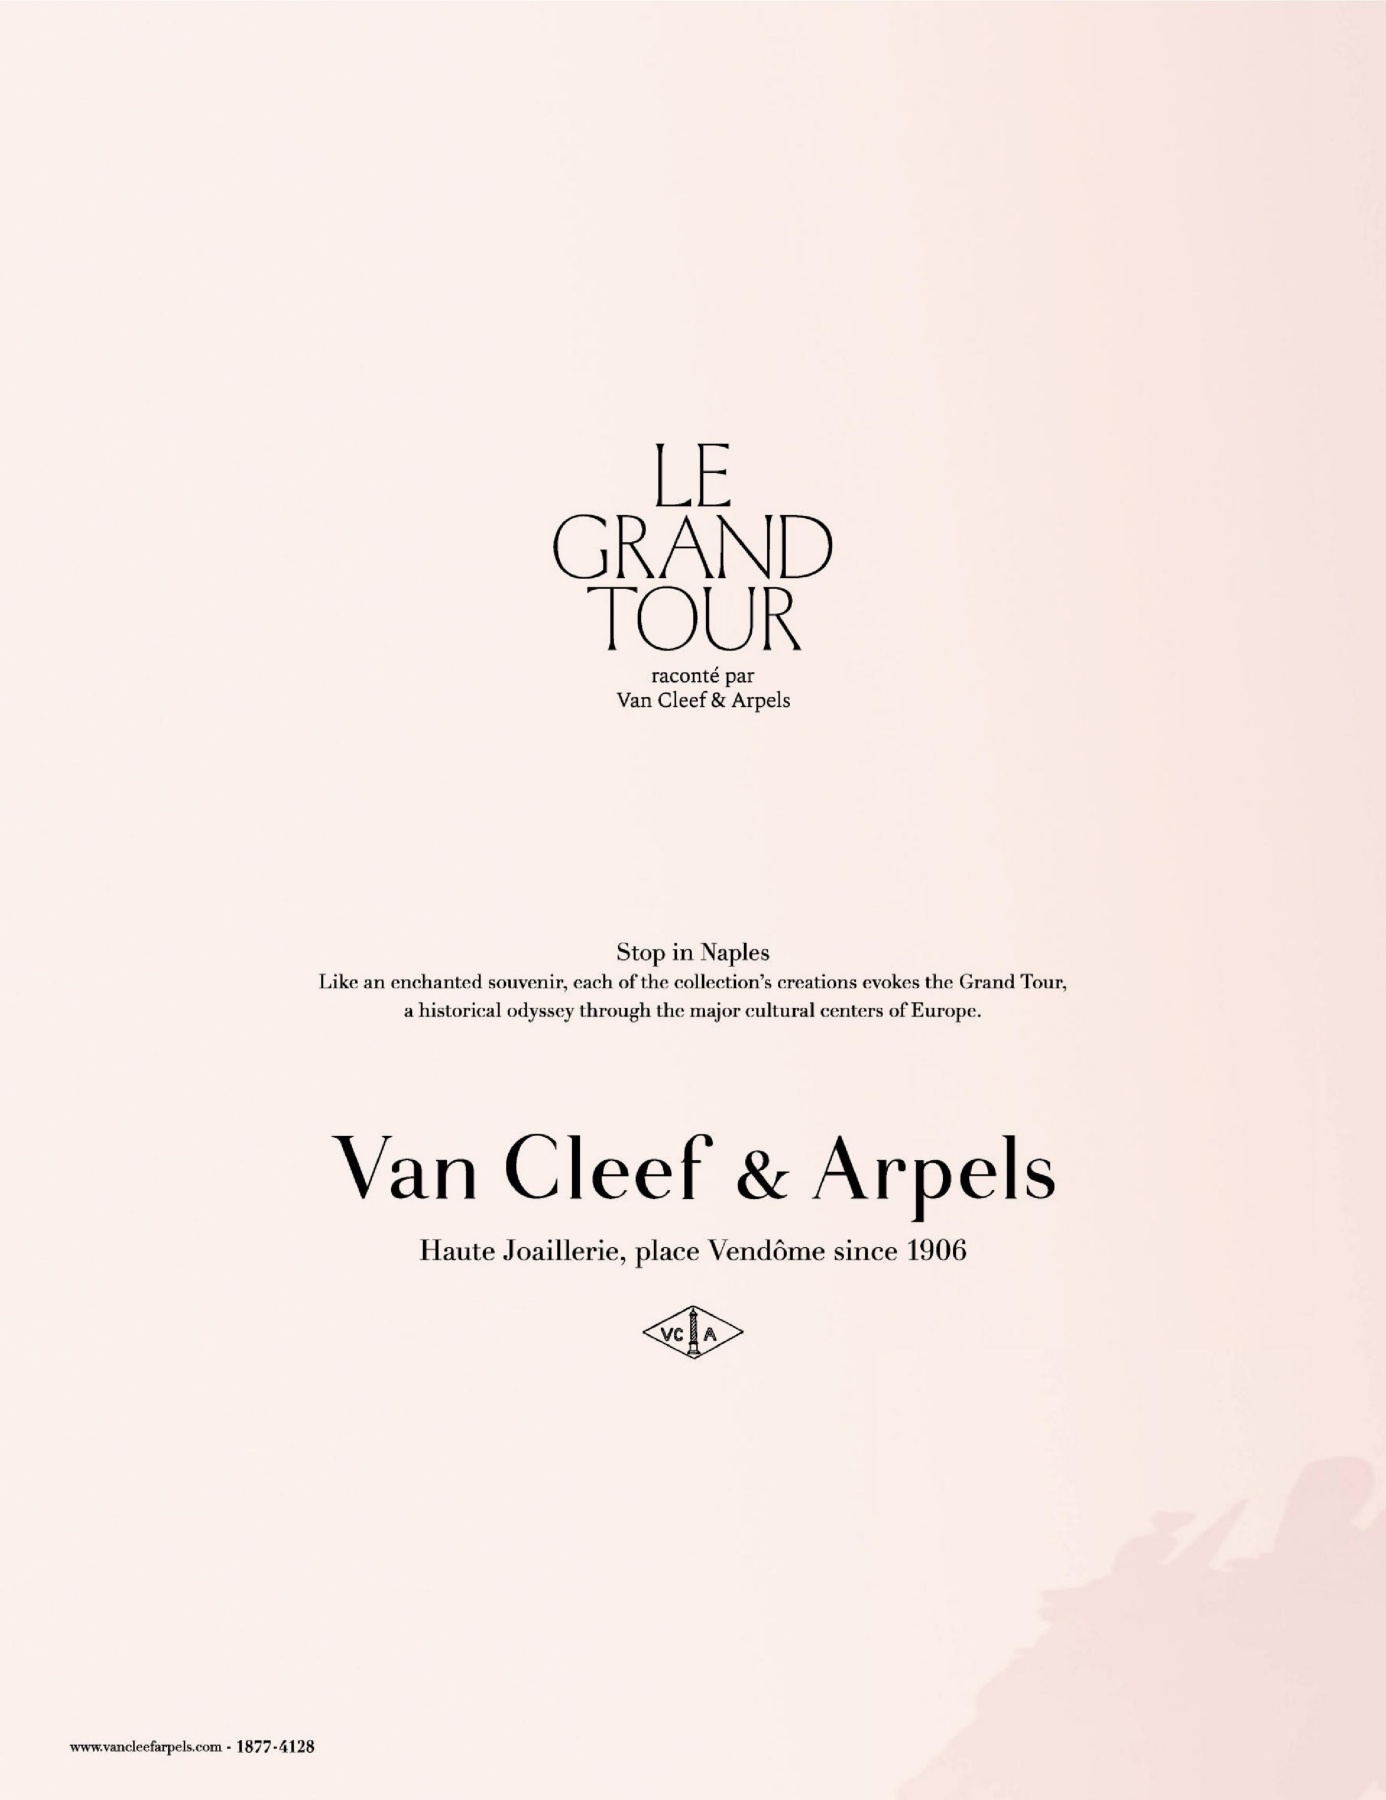 LE
GRAND
TOUR
raconté par
Van Cleef & Arpels
Stop in Naples
Like an enchanted souvenir, each of the collection's creations evokes the Grand Tour,
a historical odyssey through the major cultural centers of Europe.
Van Cleef & Arpels
Haute Joaillerie, place Vendôme since 1906
VC A
www.vancleefarpels.com - 1877-4128